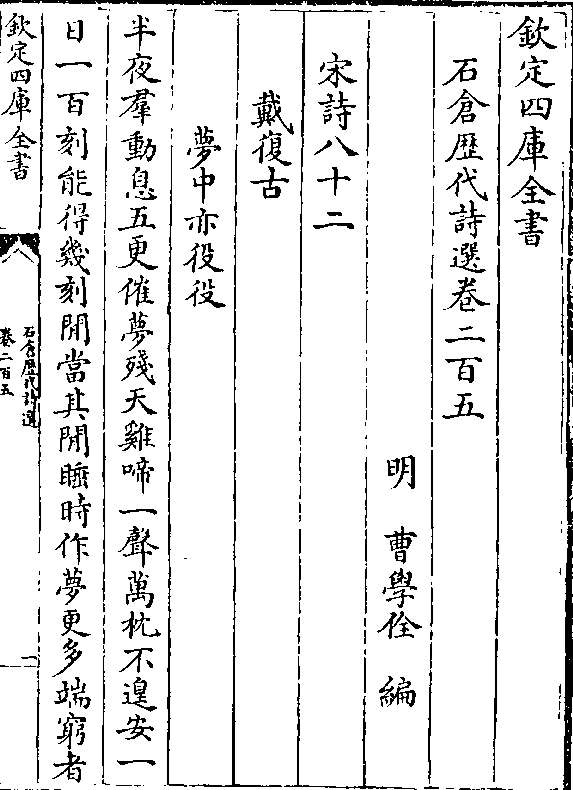 欽定四庫全書
石倉歴代詩選卷二百五
明　曹學佺　編
宋詩八十二
戴復古
夢中亦役役
半夜羣動息五更催夢殘天雞啼一聲萬枕不遑安一
日一百刻能得幾刻閒當其閒睡時作夢更多端窮者
欽定四庫全書
石倉歴代詩選
卷二百五
一